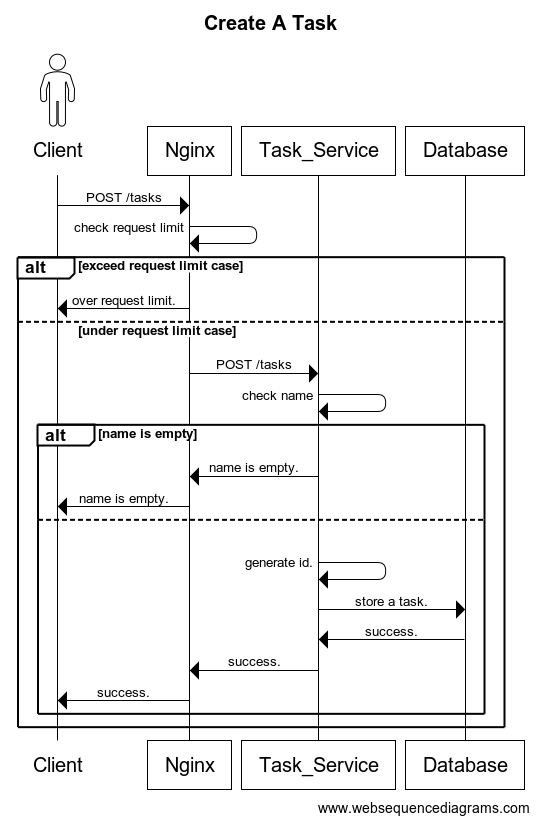 Create A Task
Client
Nginx
Task_Service
Database
POST /tasks
check request limit
alt
[exceed request limit case]
over request limit.
[under request limit case]
POST /tasks
check name
alt
[name is empty]
name is empty.
name is empty.
generate id.
store a task.
success.
success.
success.
Client
Nginx
Task_Service
Database
www.websequencediagrams.com